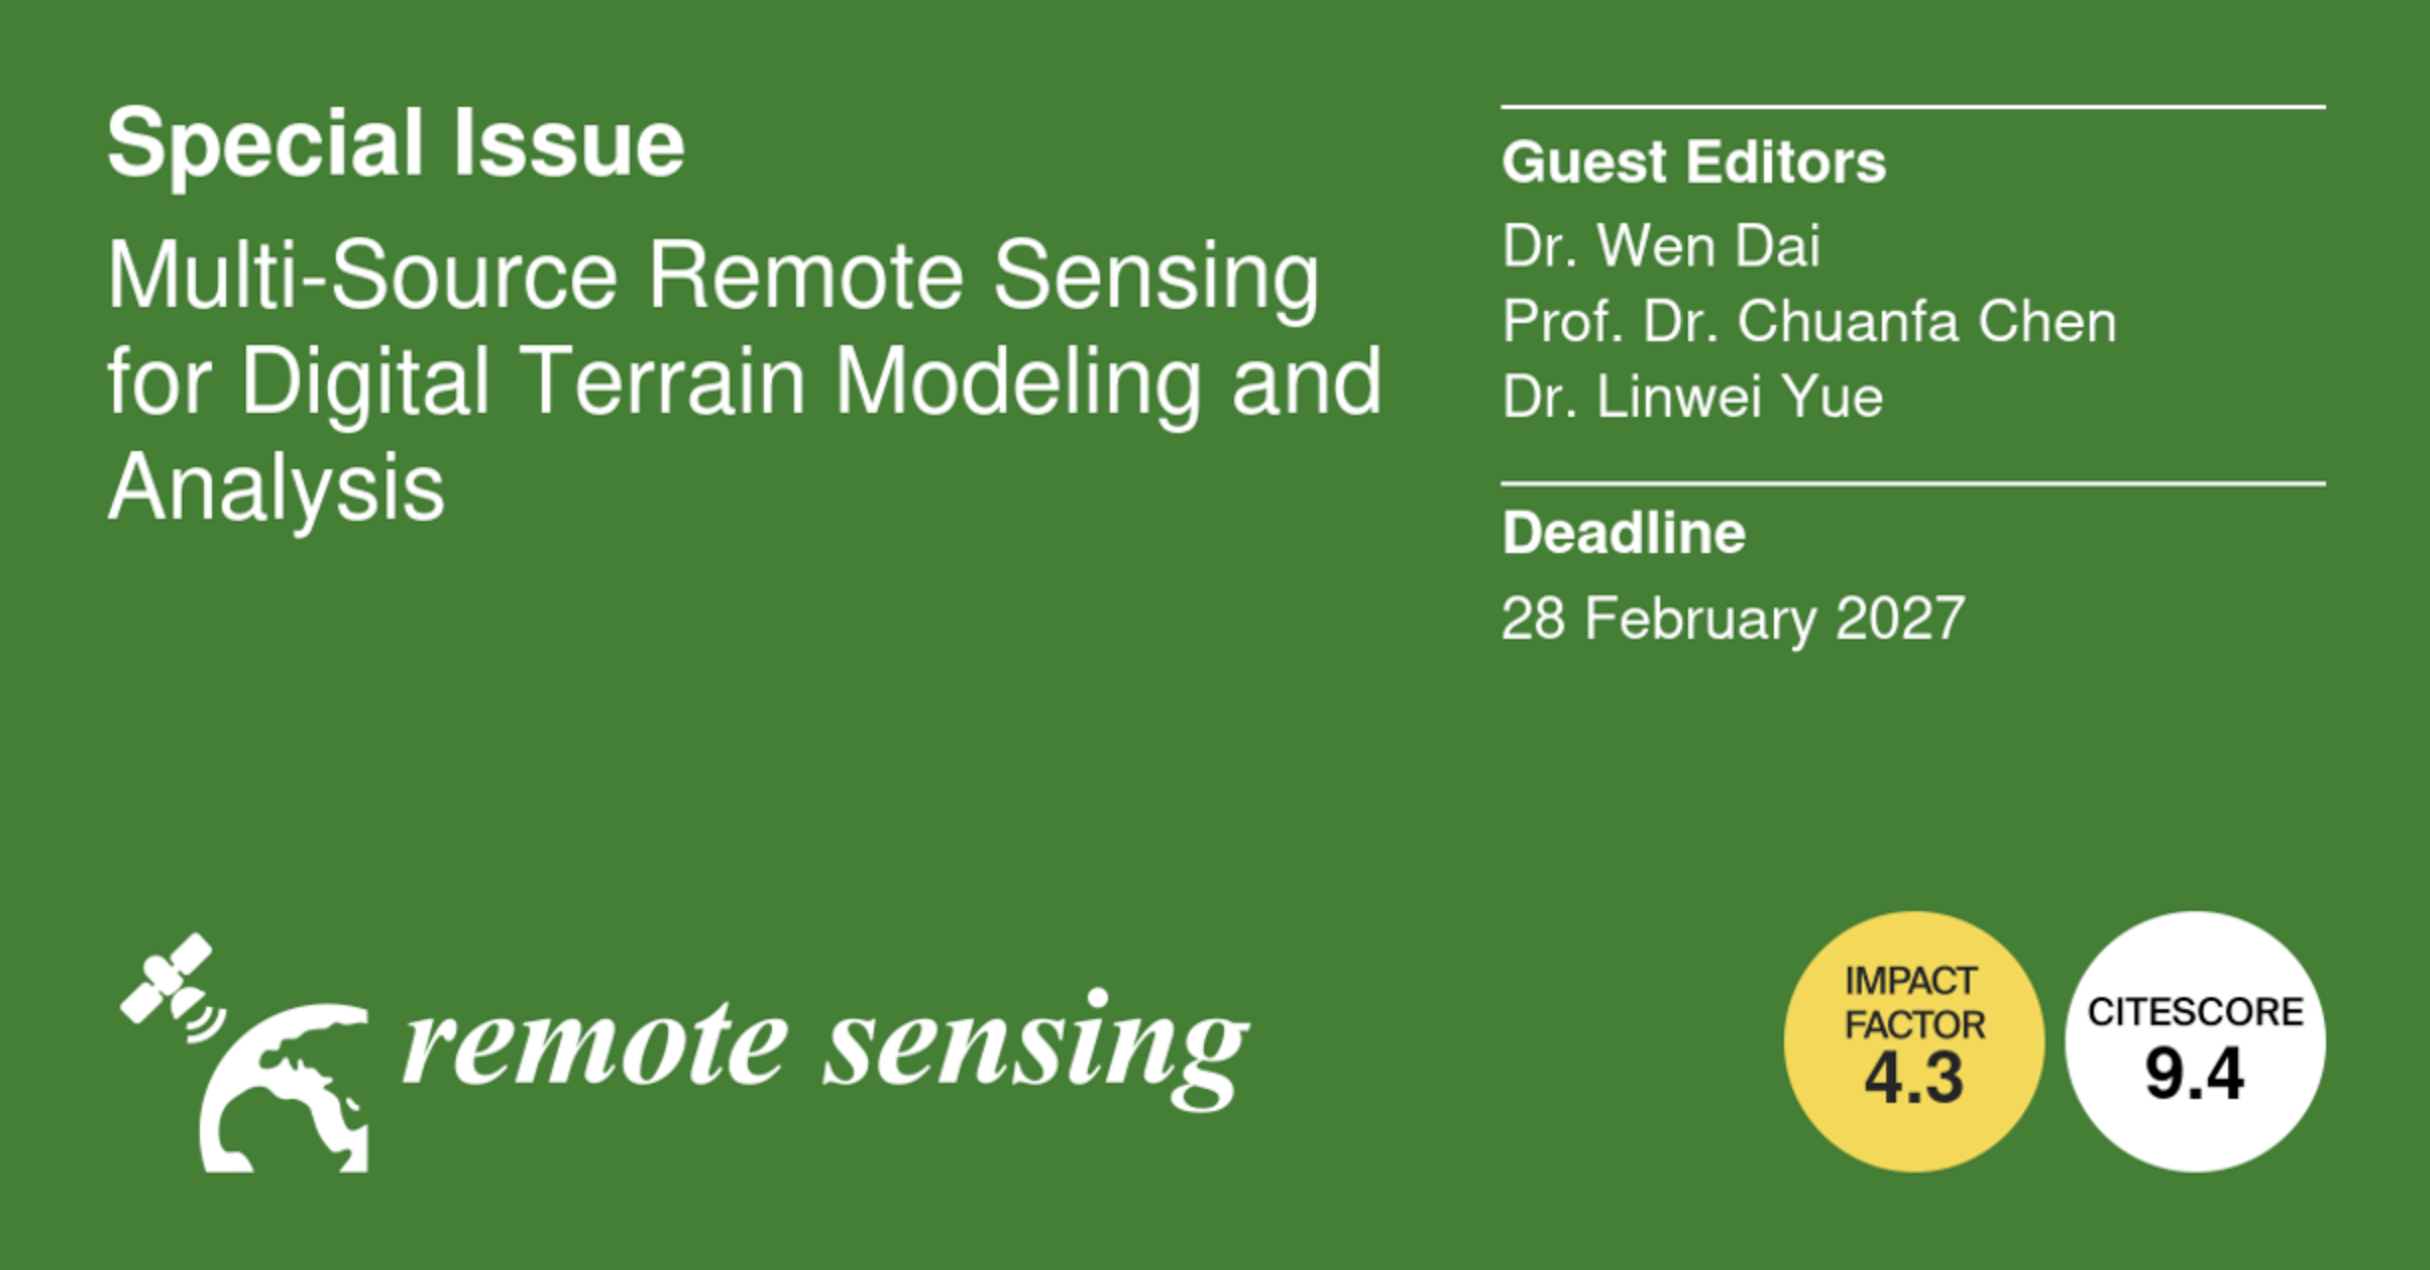 Special Issue
Multi-Source Remote Sensing
for Digital Terrain Modeling and
Analysis
Guest Editors
Dr. Wen Dai
Prof. Dr. Chuanfa Chen
Dr. Linwei Yue
Deadline
28 February 2027
remote sensing
IMPACT
FACTOR
4.3
CITESCORE
9.4